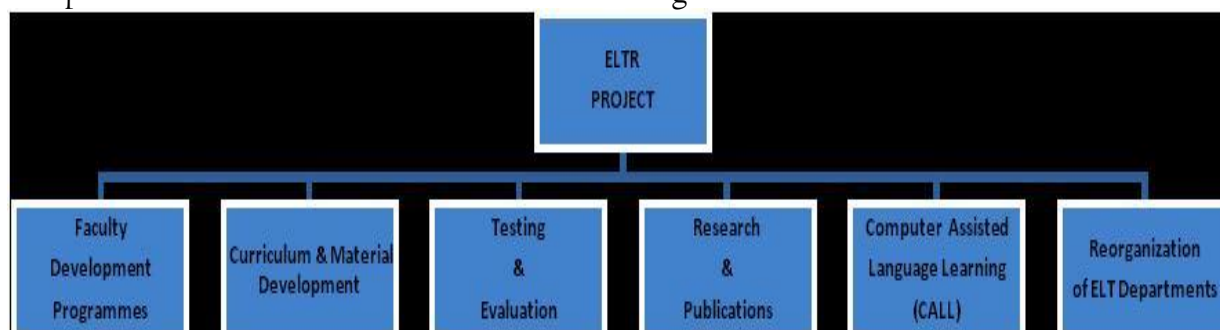 ELTR
PROJECT
Faculty
Development
Programmes
Curriculum & Material
Development
Testing
&
Evaluation
Research
&
Publications
Computer Assisted
Language Learning
(CALL)
Reorganization
of ELT Departments